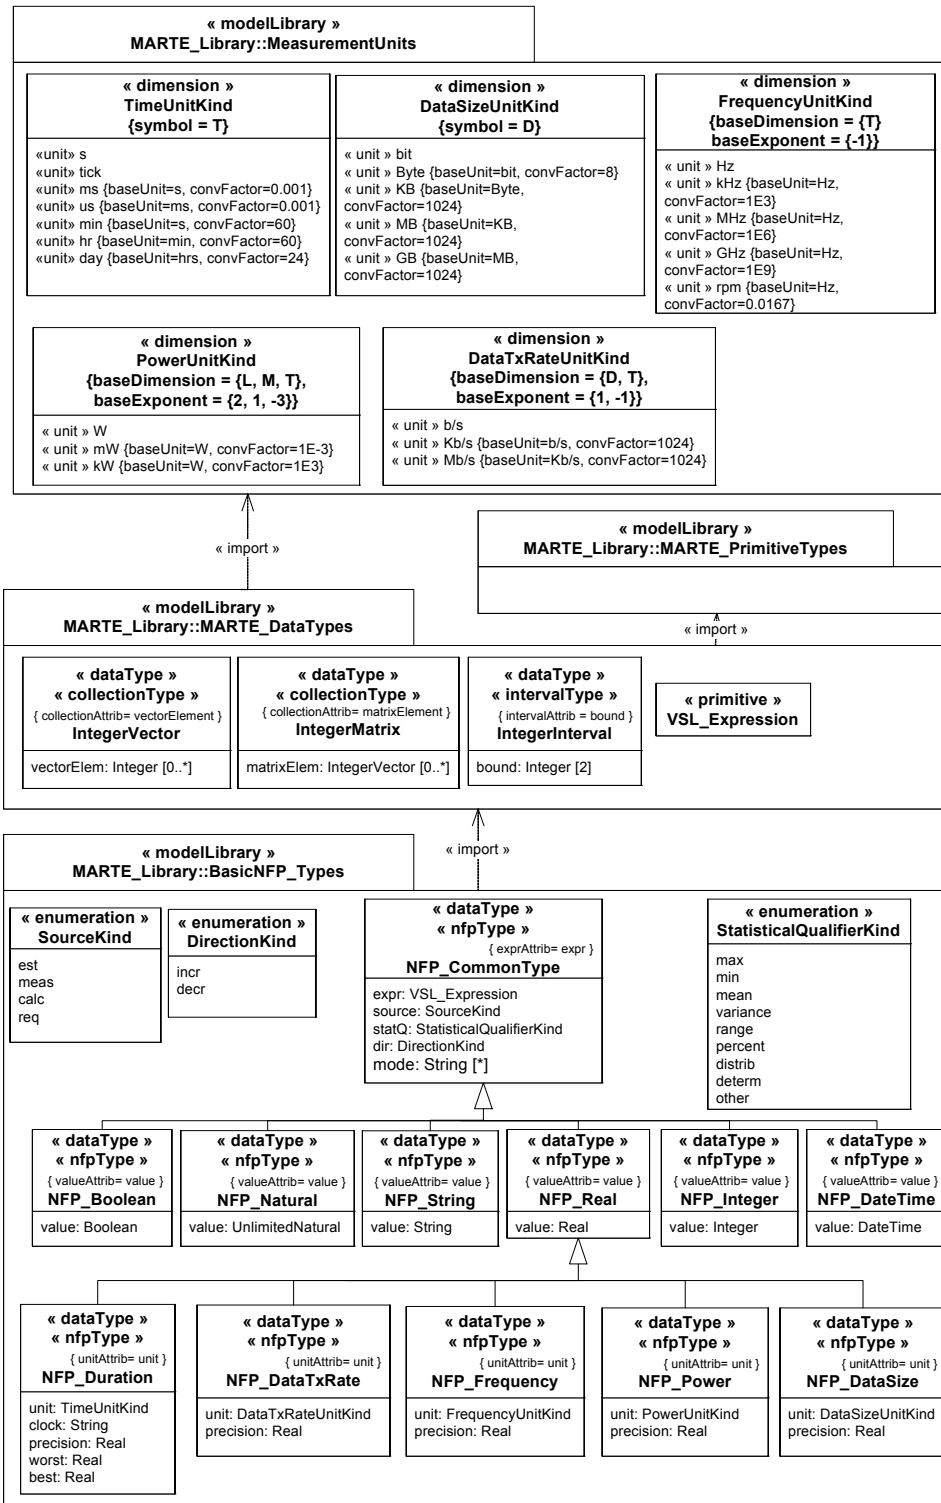 « modelLibrary »
MARTE_Library::MeasurementUnits
« dimension »
TimeUnitKind
{symbol = T}
«unit» s
«unit» tick
«unit» ms {baseUnit=s, convFactor=0.001}
«unit» us {baseUnit=ms, convFactor=0.001}
«unit» min {baseUnit=s, convFactor=60}
«unit» hr {baseUnit=min, convFactor=60}
«unit» day {baseUnit=hrs, convFactor=24}
« dimension »
DataSizeUnitKind
{symbol = D}
« unit » bit
« unit » Byte {baseUnit=bit, convFactor=8}
« unit » KB {baseUnit=Byte,
convFactor=1024}
« unit » MB {baseUnit=KB,
convFactor=1024}
« unit » GB {baseUnit=MB,
convFactor=1024}
« dimension »
FrequencyUnitKind
{baseDimension = {T}
baseExponent = {-1}}
« unit » Hz
« unit » kHz {baseUnit=Hz,
convFactor=1E3}
« unit » MHz {baseUnit=Hz,
convFactor=1E6}
« unit » GHz {baseUnit=Hz,
convFactor=1E9}
« unit » rpm {baseUnit=Hz,
convFactor=0.0167}
« dimension »
PowerUnitKind
{baseDimension = {L, M, T},
baseExponent = {2, 1, -3}}
« unit » W
« unit » mW {baseUnit=W, convFactor=1E-3}
« unit » kW {baseUnit=W, convFactor=1E3}
« dimension »
DataTxRateUnitKind
{baseDimension = {D, T},
baseExponent = {1, -1}}
« unit » b/s
« unit » Kb/s {baseUnit=b/s, convFactor=1024}
« unit » Mb/s {baseUnit=Kb/s, convFactor=1024}
« import »
« modelLibrary »
MARTE_Library::MARTE_PrimitiveTypes
« modelLibrary »
MARTE_Library::MARTE_DataTypes
« import »
« dataType »
« collectionType »
{ collectionAttrib= vectorElement }
IntegerVector
vectorElem: Integer [0..*]
« dataType »
« collectionType »
{ collectionAttrib= matrixElement }
IntegerMatrix
matrixElem: IntegerVector [0..*]
« dataType »
« intervalType »
{ intervalAttrib = bound }
IntegerInterval
bound: Integer [2]
« primitive »
VSL_Expression
« import »
« modelLibrary »
MARTE_Library::BasicNFP_Types
« enumeration »
SourceKind
est
meas
calc
req
« enumeration »
DirectionKind
incr
decr
« dataType »
« nfpType »
{ exprAttrib= expr }
NFP_CommonType
expr: VSL_Expression
source: SourceKind
statQ: StatisticalQualifierKind
dir: DirectionKind
mode: String [*]
« enumeration »
StatisticalQualifierKind
max
min
mean
variance
range
percent
distrib
determ
other
« dataType »
« nfpType »
{ valueAttrib= value }
NFP_Boolean
value: Boolean
« dataType »
« nfpType »
{ valueAttrib= value }
NFP_Natural
value: UnlimitedNatural
« dataType »
« nfpType »
{ valueAttrib= value }
NFP_String
value: String
« dataType »
« nfpType »
{ valueAttrib= value }
NFP_Real
value: Real
« dataType »
« nfpType »
{ valueAttrib= value }
NFP_Integer
value: Integer
« dataType »
« nfpType »
{ valueAttrib= value }
NFP_DateTime
value: DateTime
« dataType »
« nfpType »
{ unitAttrib= unit }
NFP_Duration
unit: TimeUnitKind
clock: String
precision: Real
worst: Real
best: Real
« dataType »
« nfpType »
{ unitAttrib= unit }
NFP_DataTxRate
unit: DataTxRateUnitKind
precision: Real
« dataType »
« nfpType »
{ unitAttrib= unit }
NFP_Frequency
unit: FrequencyUnitKind
precision: Real
« dataType »
« nfpType »
{ unitAttrib= unit }
NFP_Power
unit: PowerUnitKind
precision: Real
« dataType »
« nfpType »
{ unitAttrib= unit }
NFP_DataSize
unit: DataSizeUnitKind
precision: Real